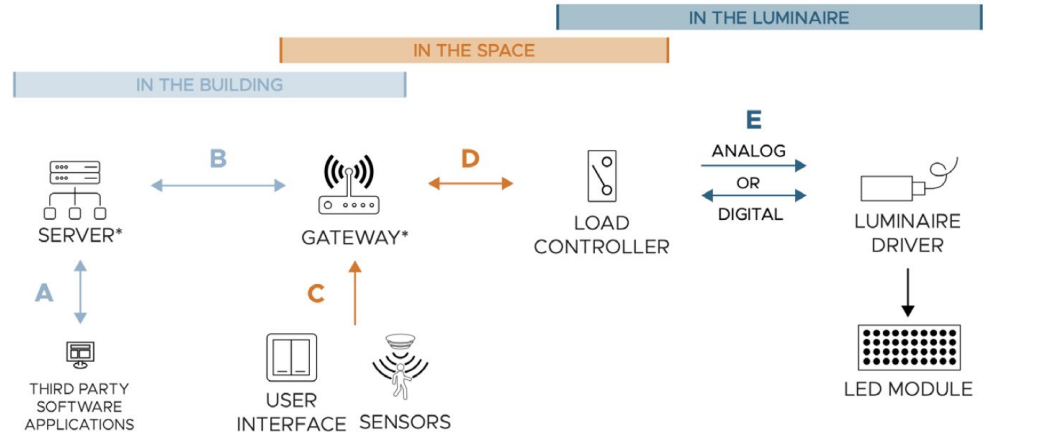 IN THE LUMINAIRE
IN THE SPACE
IN THE BUILDING
E
ANALOG
OR
DIGITAL
B
D
SERVER*
GATEWAY*
LOAD
CONTROLLER
LUMINAIRE
DRIVER
A
C
THIRD PARTY
SOFTWARE
APPLICATIONS
USER
INTERFACE
SENSORS
LED MODULE